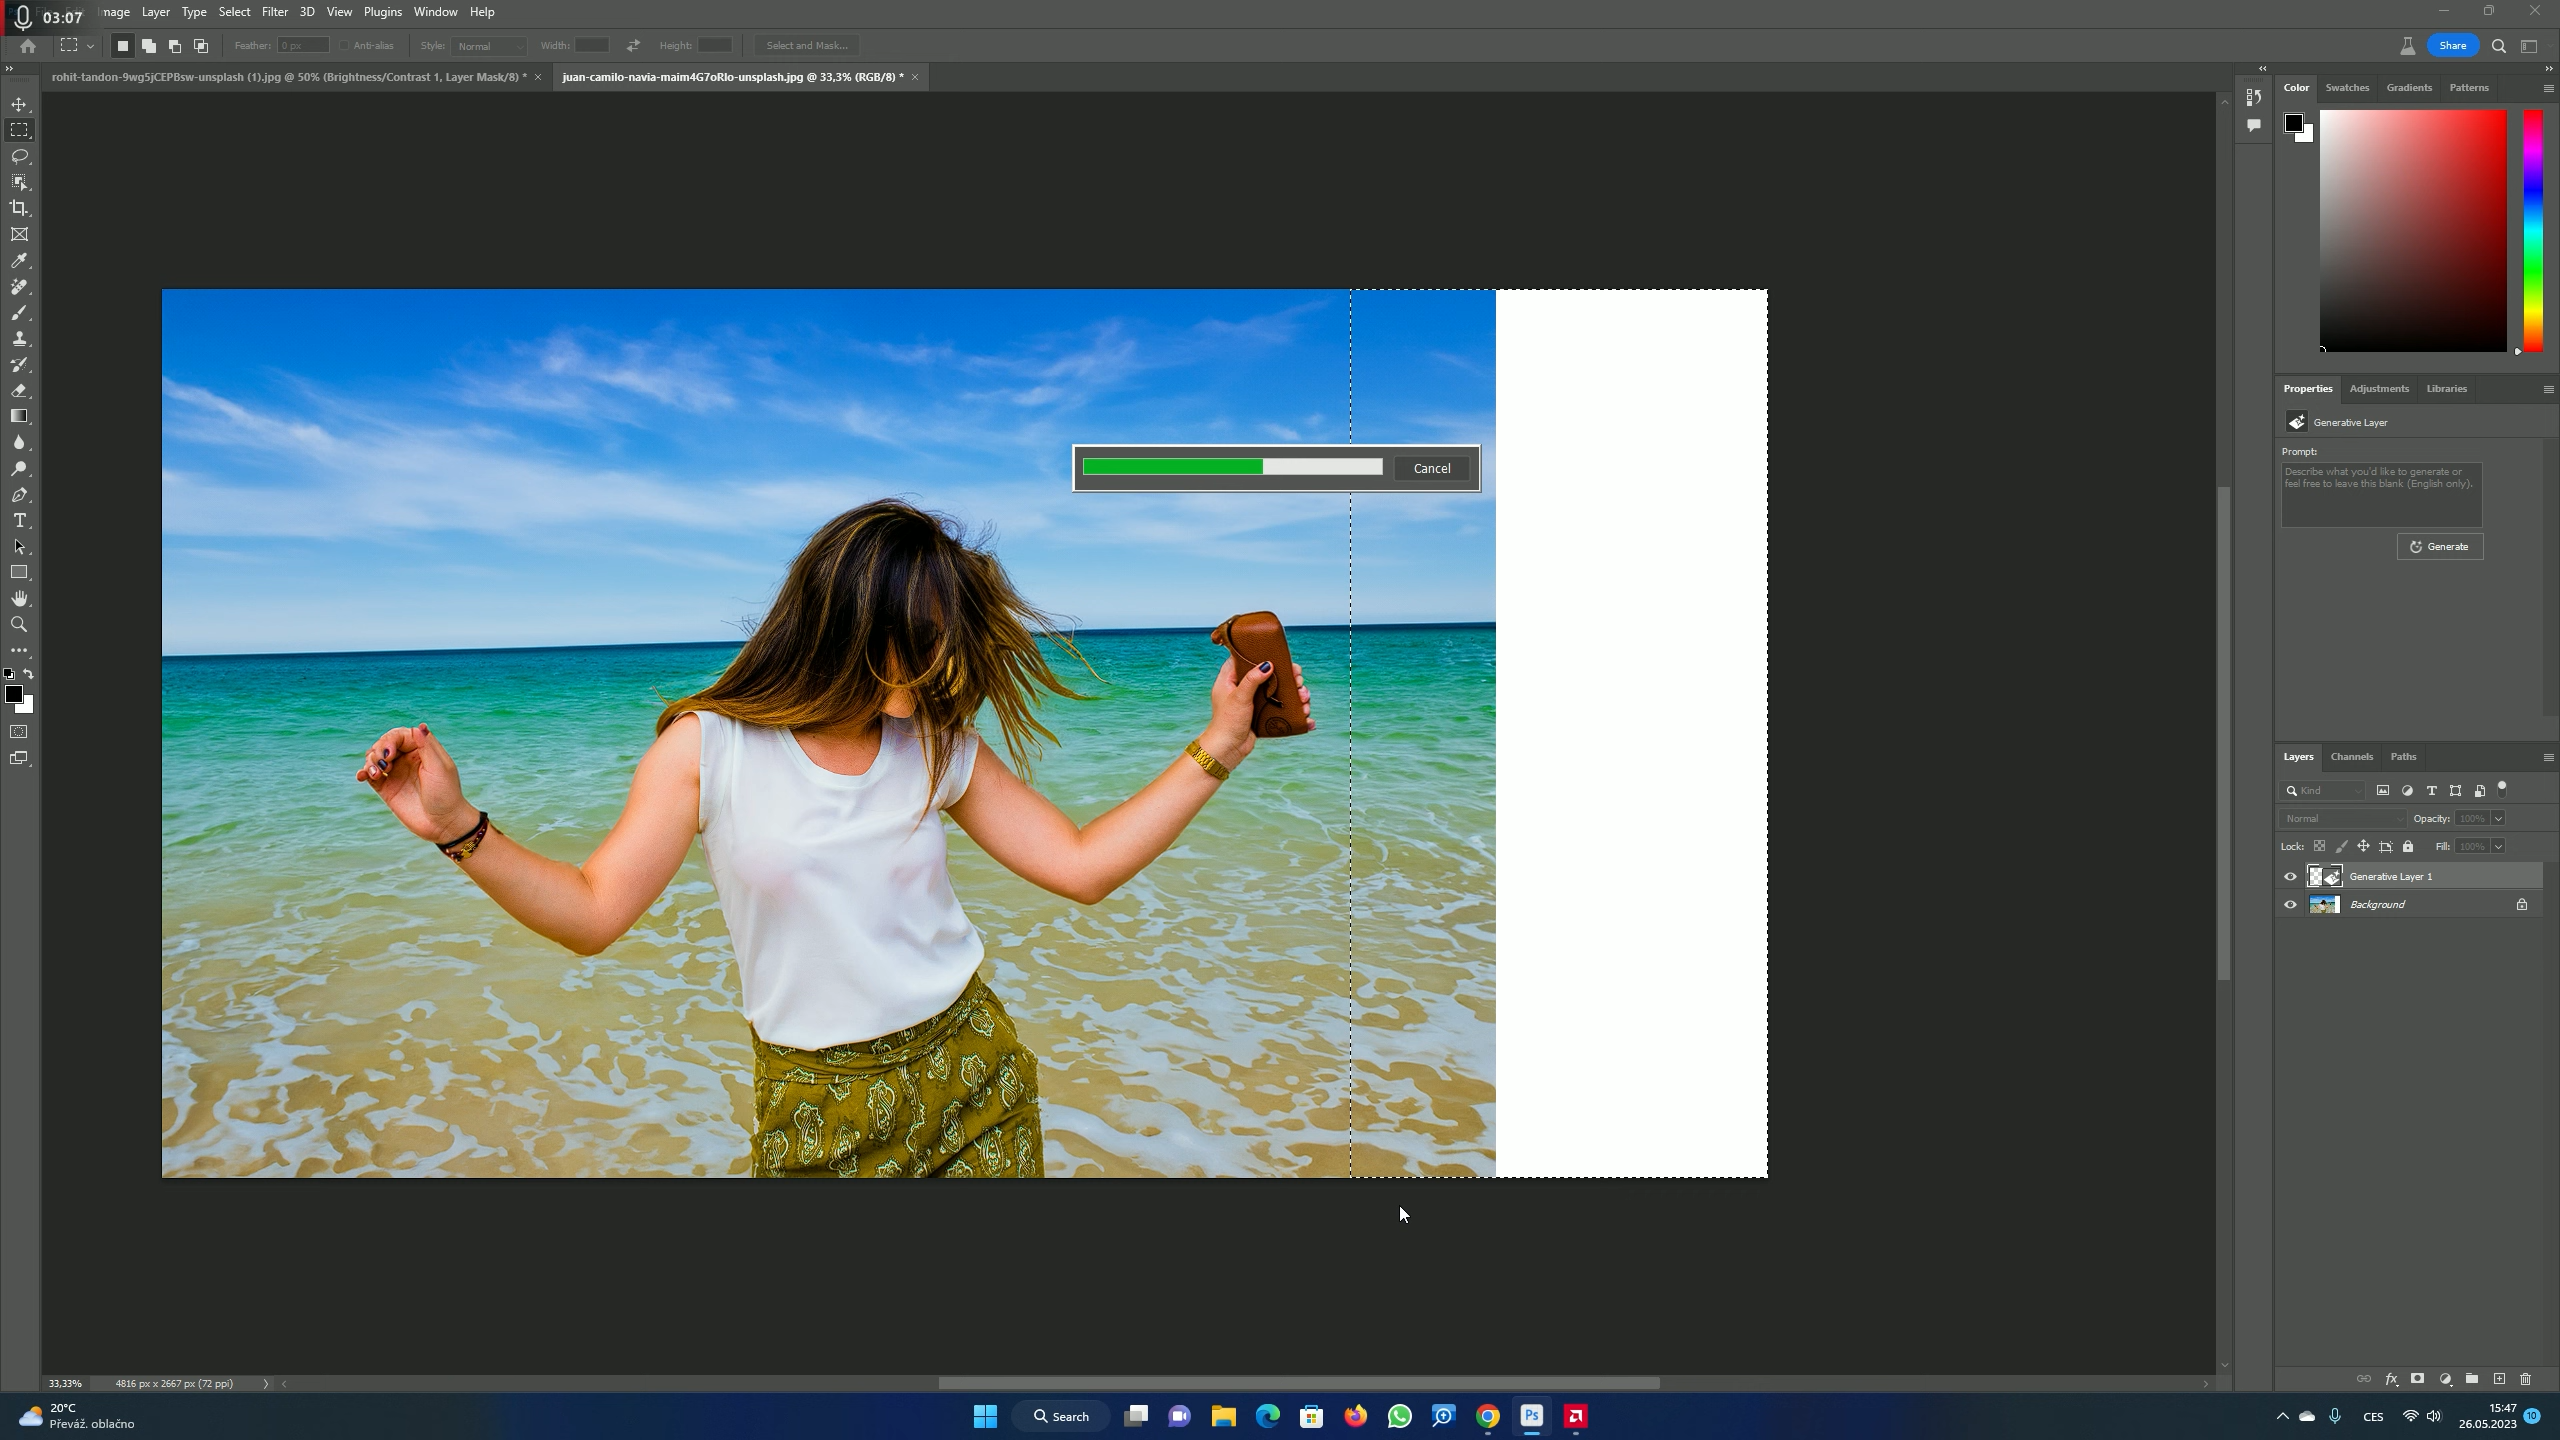 03:07
Image Layer Type Select Filter 3D View Plugins Window Help
Feather: 0 px Anti-alias Style: Normal Width: Height: Select and Mask... Share
rohit-tandon-9wg5jCEPBsw-unsplash (1).jpg @ 50% (Brightness/Contrast 1, Layer Mask/8) * × juan-camilo-navia-maim4G7oRlo-unsplash.jpg @ 33,3% (RGB/8) * ×
Color Swatches Gradients Patterns
Properties Adjustments Libraries
Generative Layer
Prompt:
Describe what you'd like to generate or
feel free to leave this blank (English only).
Generate
Cancel
Layers Channels Paths
Kind
Normal Opacity: 100%
Lock: Fill: 100%
Generative Layer 1
Background
33,33% 4816 px x 2667 px (72 ppi)
20°C
Převáž. oblačno
Search
Ps
CES
15:47
26.05.2023
10